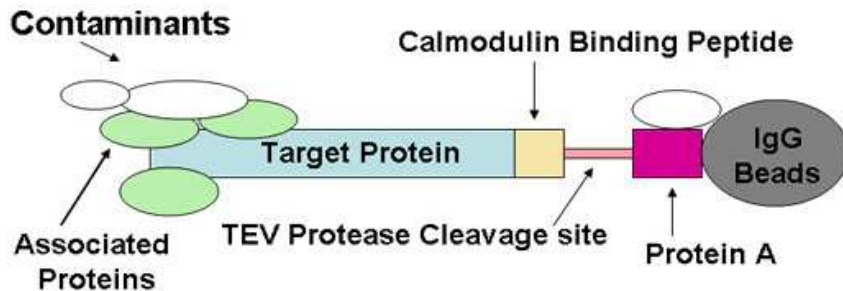 Contaminants
Calmodulin Binding Peptide
Target Protein
IgG
Beads
TEV Protease Cleavage site
Associated
Proteins
Protein A